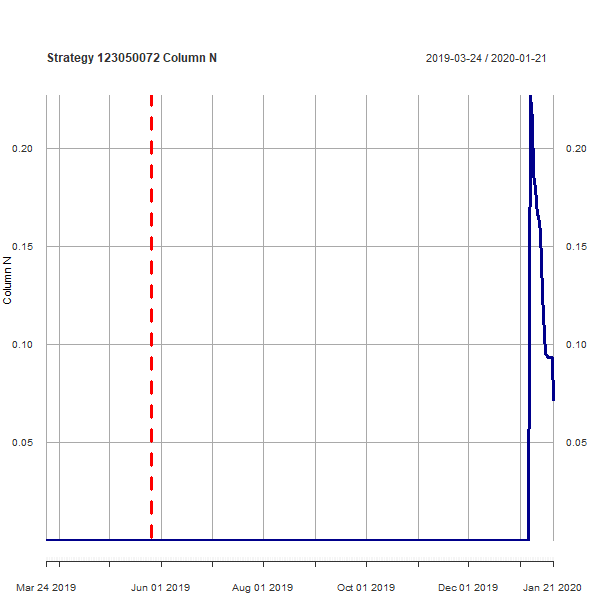 Strategy 123050072 Column N 2019-03-24 / 2020-01-21
0.20 0.20
0.15 0.15
Column N
0.10 0.10
0.05 0.05
Mar 24 2019 Jun 01 2019 Aug 01 2019 Oct 01 2019 Dec 01 2019 Jan 21 2020